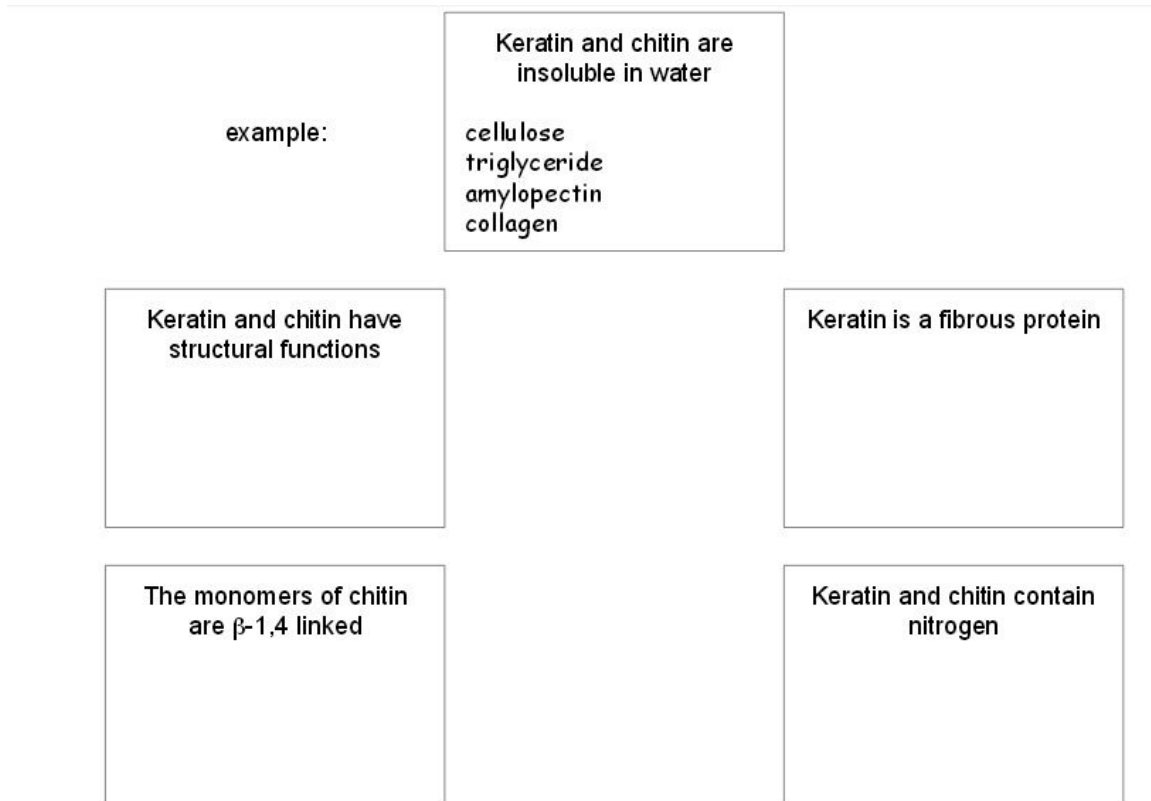 Keratin and chitin are
insoluble in water
example:
cellulose
triglyceride
amylopectin
collagen
Keratin and chitin have
structural functions
Keratin is a fibrous protein
The monomers of chitin
are β-1,4 linked
Keratin and chitin contain
nitrogen